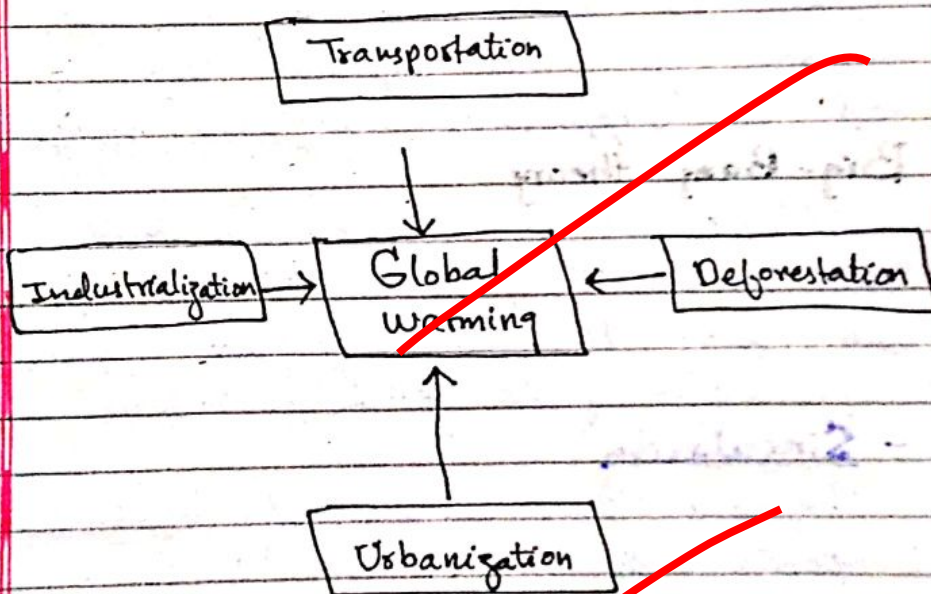 Transportation
Industrialization
Global
warming
Deforestation
Urbanization